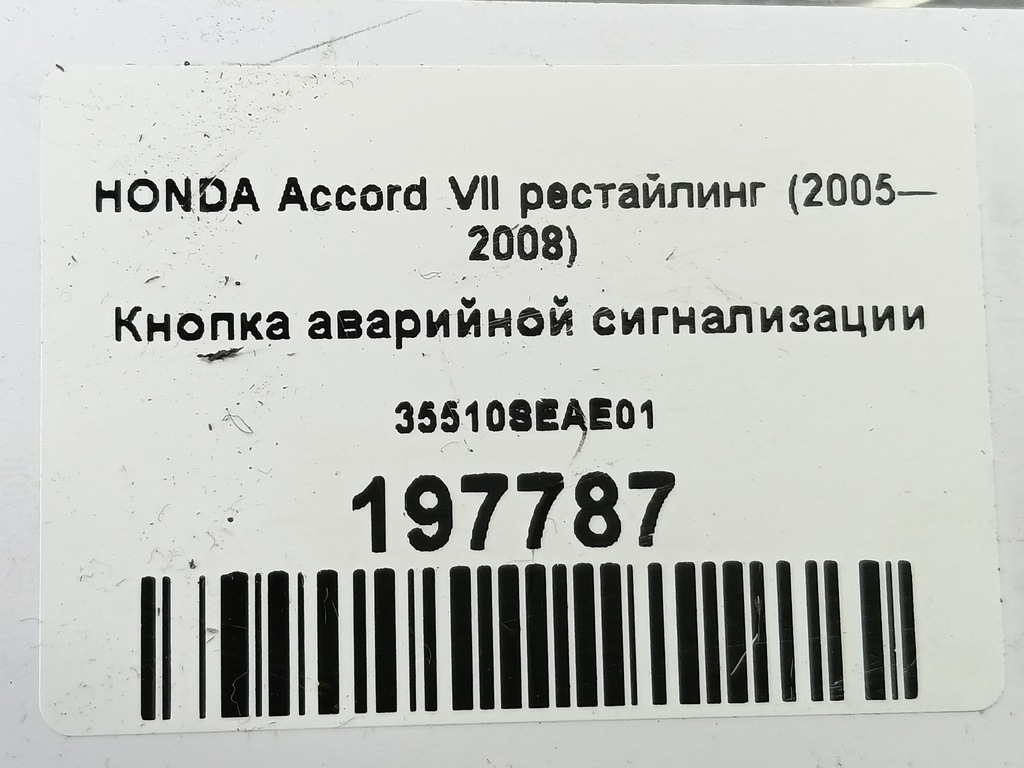 HONDA Accord VII рестайлинг (2005—
2008)
Кнопка аварийной сигнализации
35510SEAE01
197787